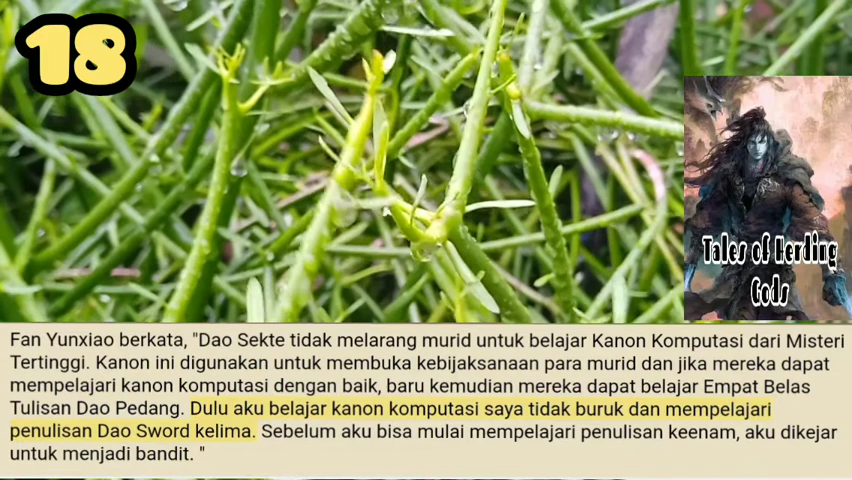 18
Tales of Herding
Gods
Fan Yunxiao berkata, "Dao Sekte tidak melarang murid untuk belajar Kanon Komputasi dari Misteri
Tertinggi. Kanon ini digunakan untuk membuka kebijaksanaan para murid dan jika mereka dapat
mempelajari kanon komputasi dengan baik, baru kemudian mereka dapat belajar Empat Belas
Tulisan Dao Pedang. Dulu aku belajar kanon komputasi saya tidak buruk dan mempelajari
penulisan Dao Sword kelima. Sebelum aku bisa mulai mempelajari penulisan keenam, aku dikejar
untuk menjadi bandit. "